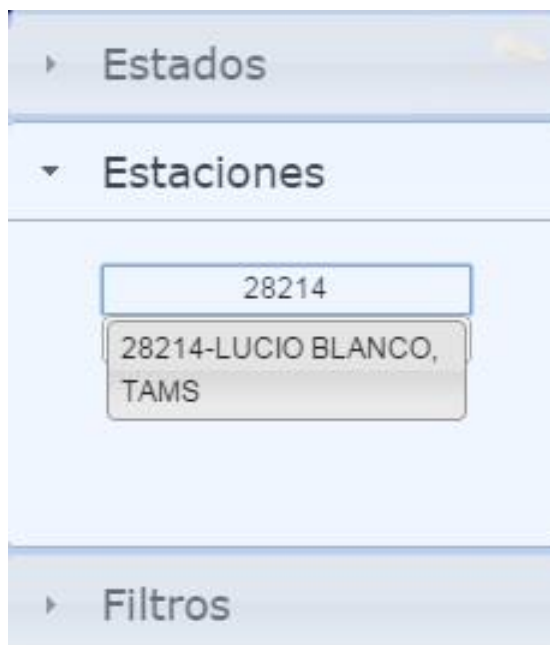 Estados
Estaciones
28214
28214-LUCIO BLANCO,
TAMS
Filtros